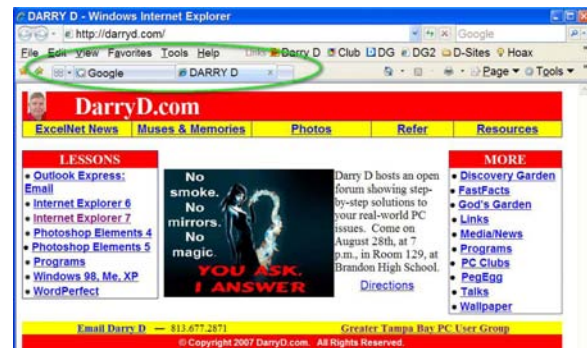 DARRY D - Windows Internet Explorer
http://darryd.com/
Google
File Edit View Favorites Tools Help
Links Darry D Club DG DG2 D-Sites Hoax
Google
DARRY D
Page Tools
DarryD.com
ExcelNet News
Muses & Memories
Photos
Refer
Resources
LESSONS
Outlook Express: Email
Internet Explorer 6
Internet Explorer 7
Photoshop Elements 4
Photoshop Elements 5
Programs
Windows 98, Me, XP
WordPerfect
No
smoke.
No
mirrors.
No
magic.
YOU ASK,
I ANSWER
Darry D hosts an open
forum showing step-
by-step solutions to
your real-world PC
issues. Come on
August 28th, at 7
p.m., in Room 129, at
Brandon High School.
Directions
MORE
Discovery Garden
FastFacts
God's Garden
Links
Media/News
Programs
PC Clubs
PegEgg
Talks
Wallpaper
Email Darry D — 813.677.2871
Greater Tampa Bay PC User Group
© Copyright 2007 DarryD.com. All Rights Reserved.